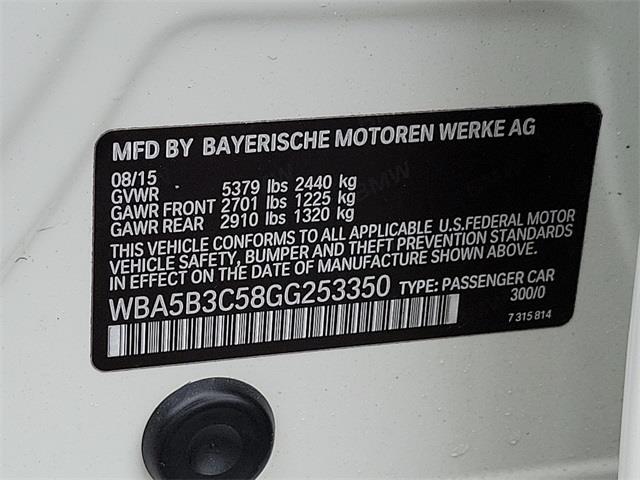 MFD BY BAYERISCHE MOTOREN WERKE AG
08/15
GVWR 5379 lbs 2440 kg
GAWR FRONT 2701 lbs 1225 kg
GAWR REAR 2910 lbs 1320 kg
THIS VEHICLE CONFORMS TO ALL APPLICABLE U.S.FEDERAL MOTOR
VEHICLE SAFETY, BUMPER AND THEFT PREVENTION STANDARDS
IN EFFECT ON THE DATE OF MANUFACTURE SHOWN ABOVE.
WBA5B3C58GG253350 TYPE: PASSENGER CAR
300/0
7 315 814